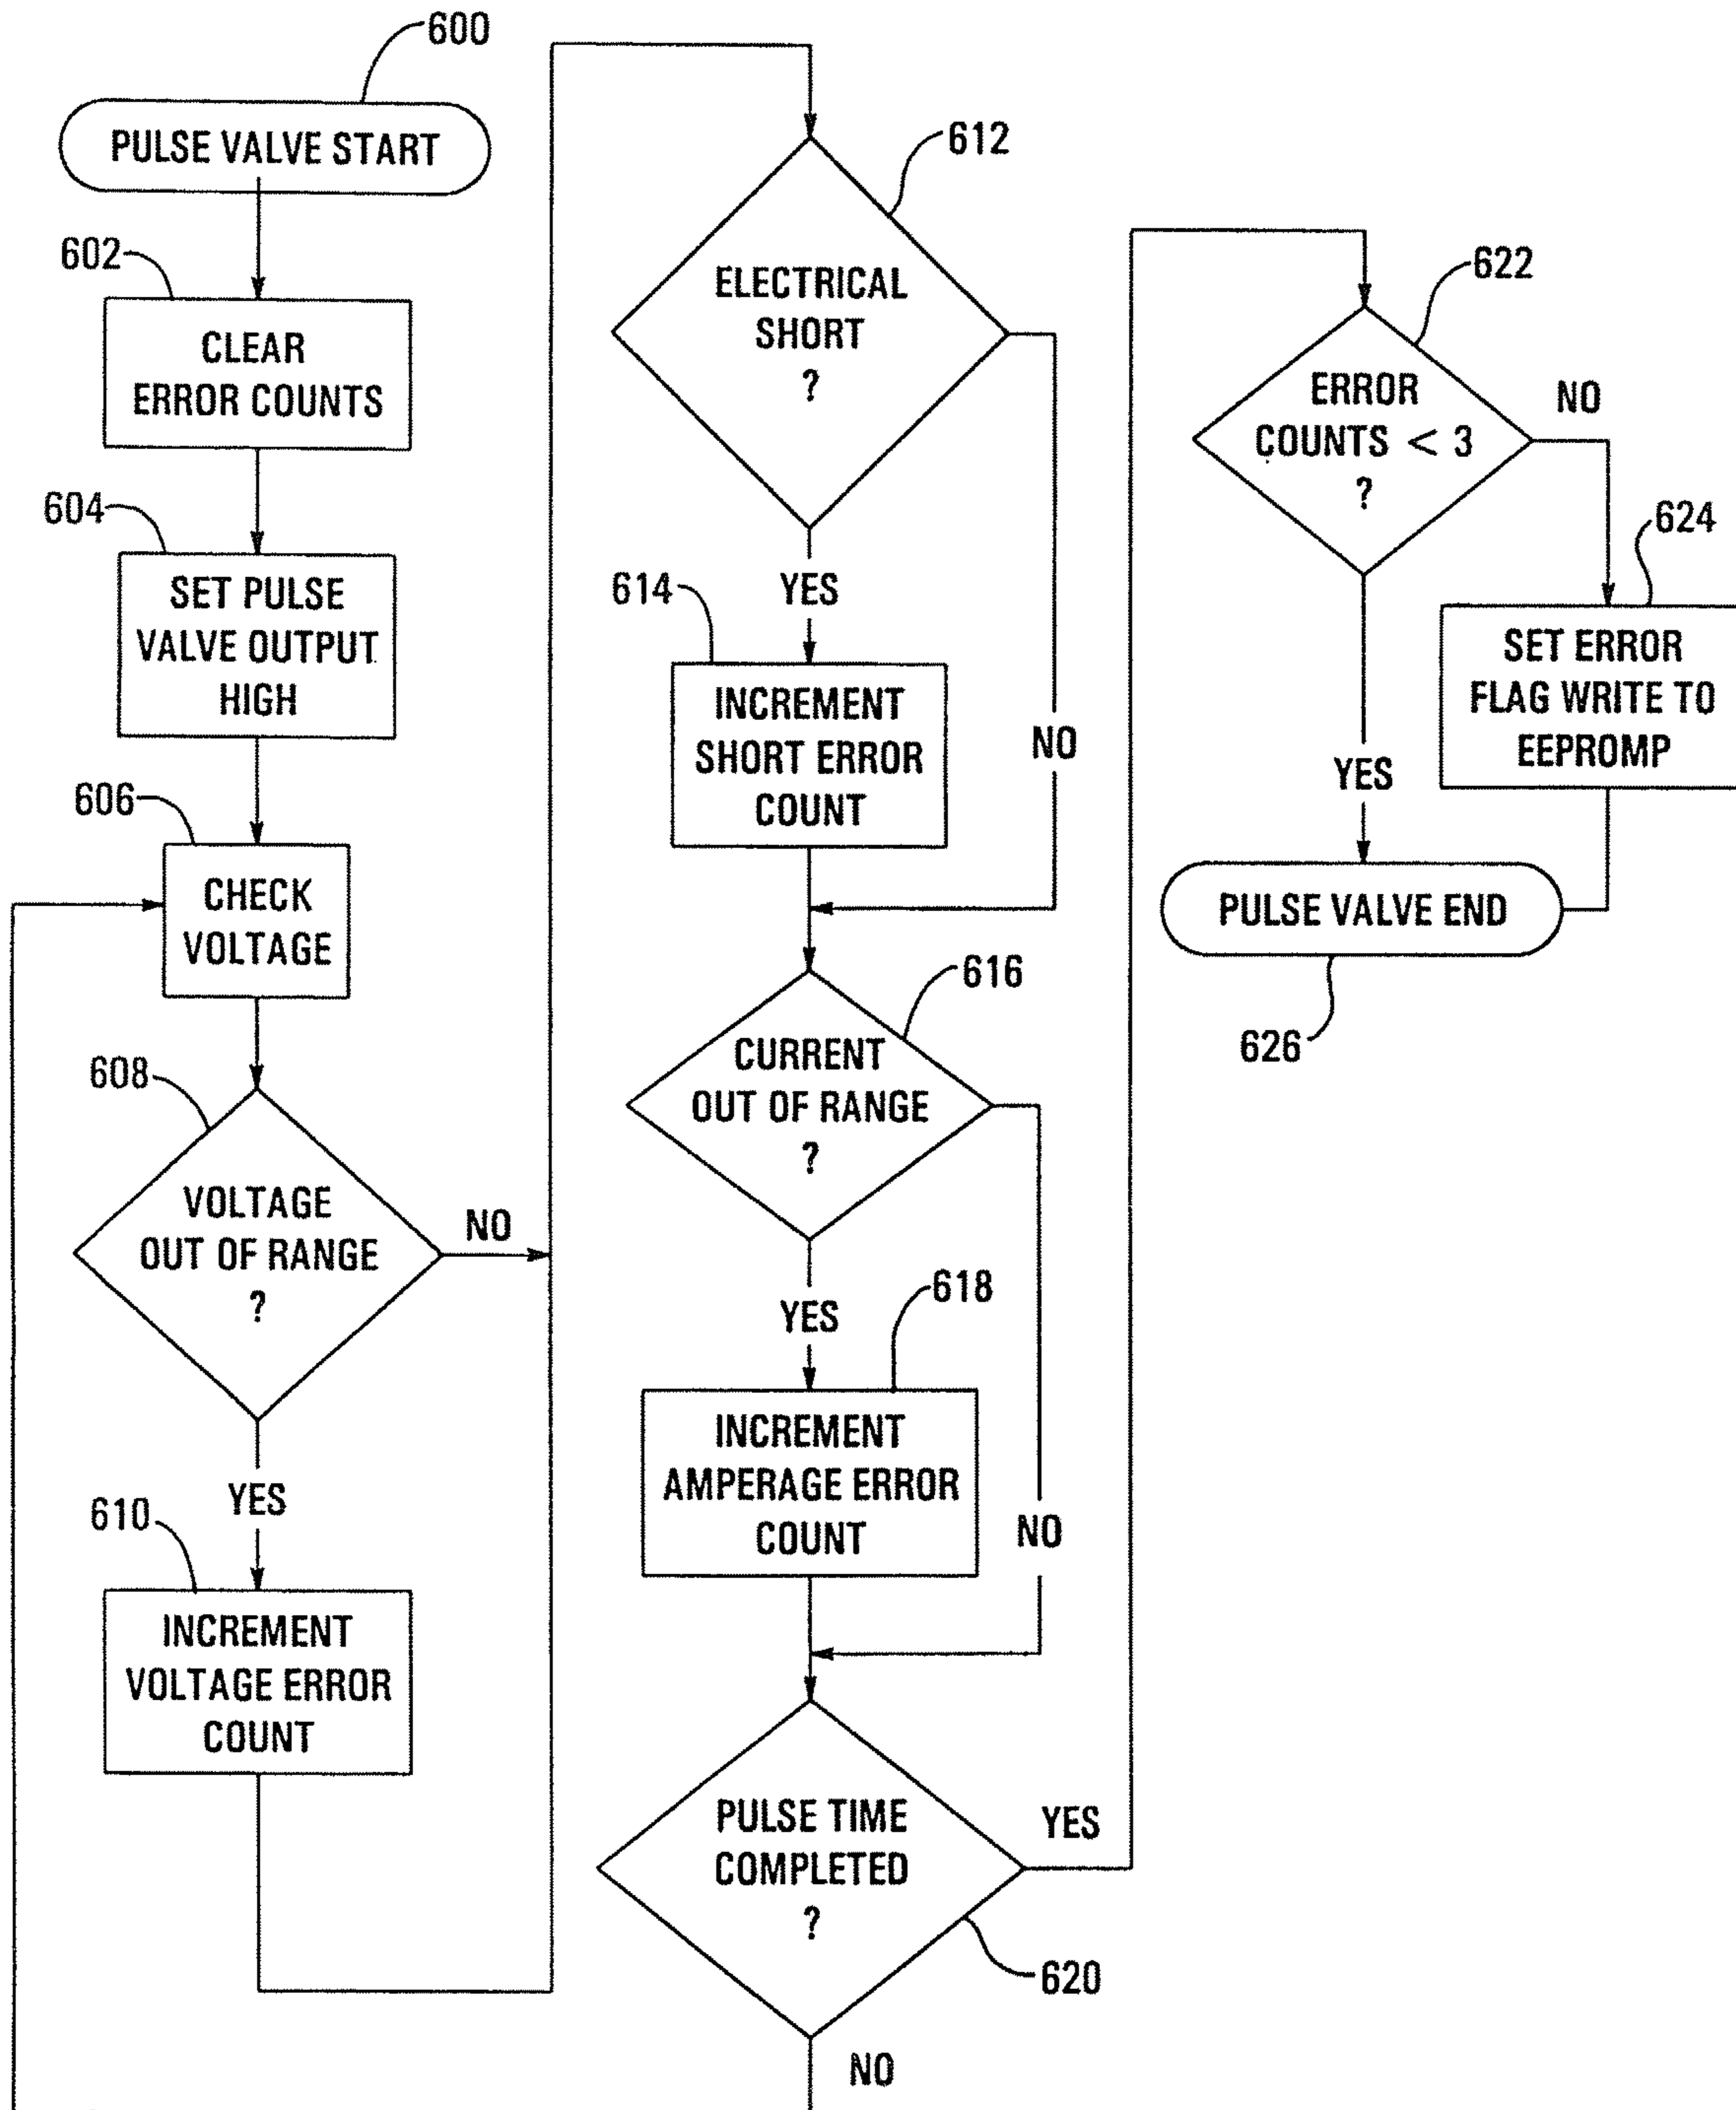 600
PULSE VALVE START
602
CLEAR
ERROR COUNTS
604
SET PULSE
VALVE OUTPUT
HIGH
606
CHECK
VOLTAGE
608
VOLTAGE
OUT OF RANGE
?
NO
YES
610
INCREMENT
VOLTAGE ERROR
COUNT
612
ELECTRICAL
SHORT
?
YES
NO
614
INCREMENT
SHORT ERROR
COUNT
616
CURRENT
OUT OF RANGE
?
YES
NO
618
INCREMENT
AMPERAGE ERROR
COUNT
PULSE TIME
COMPLETED
?
YES
620
NO
622
ERROR
COUNTS < 3
?
NO
YES
624
SET ERROR
FLAG WRITE TO
EEPROMP
PULSE VALVE END
626